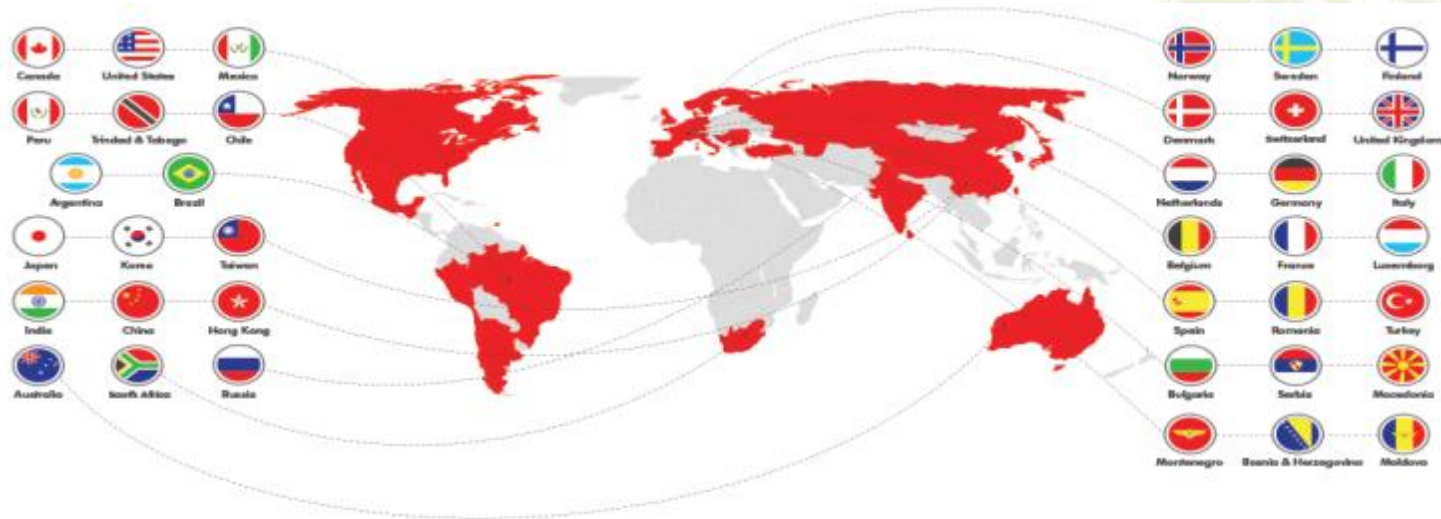 Canada United States Mexico
Peru Trinidad & Tobago Chile
Argentina Brazil
Japan Korea Taiwan
India China Hong Kong
Australia South Africa Russia
Norway Sweden Finland
Denmark Switzerland United Kingdom
Netherlands Germany Italy
Belgium France Luxemburg
Spain Romania Turkey
Bulgaria Serbia Macedonia
Montenegro Bosnia & Herzegovina Moldova